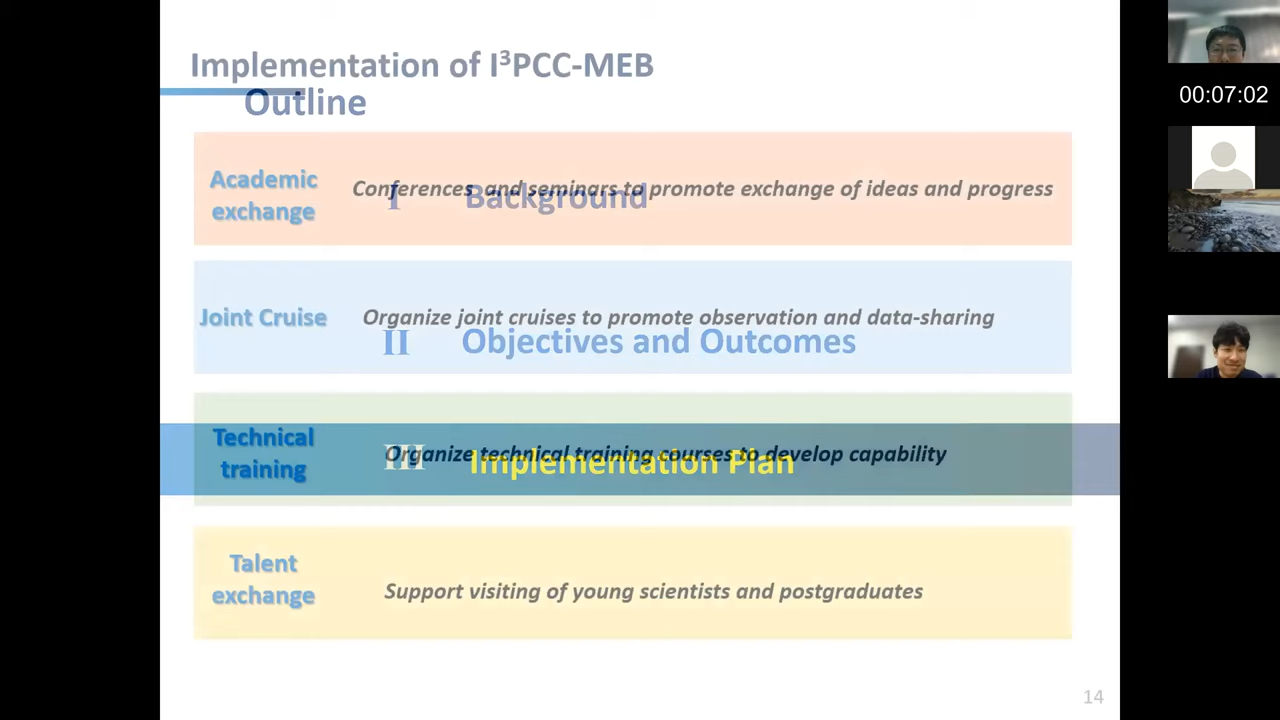 Implementation of I³PCC-MEB
Outline
Academic
exchange
Conferences and seminars to promote exchange of ideas and progress
I Background
Joint Cruise
Organize joint cruises to promote observation and data-sharing
II Objectives and Outcomes
Technical
training
Organize technical training courses to develop capability
III Implementation Plan
Talent
exchange
Support visiting of young scientists and postgraduates
14
00:07:02